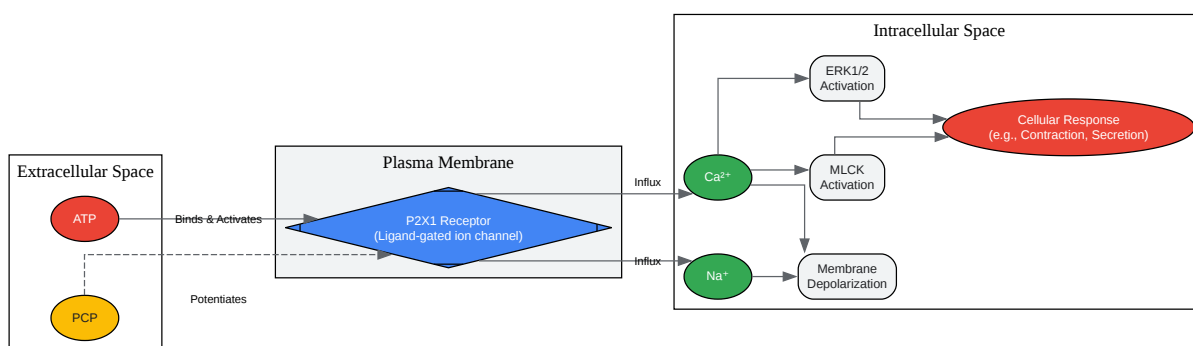 Extracellular Space
ATP
PCP
Binds & Activates
Potentiates
Plasma Membrane
P2X1 Receptor
(Ligand-gated ion channel)
Influx
Influx
Intracellular Space
Ca²⁺
Na⁺
ERK1/2
Activation
MLCK
Activation
Membrane
Depolarization
Cellular Response
(e.g., Contraction, Secretion)